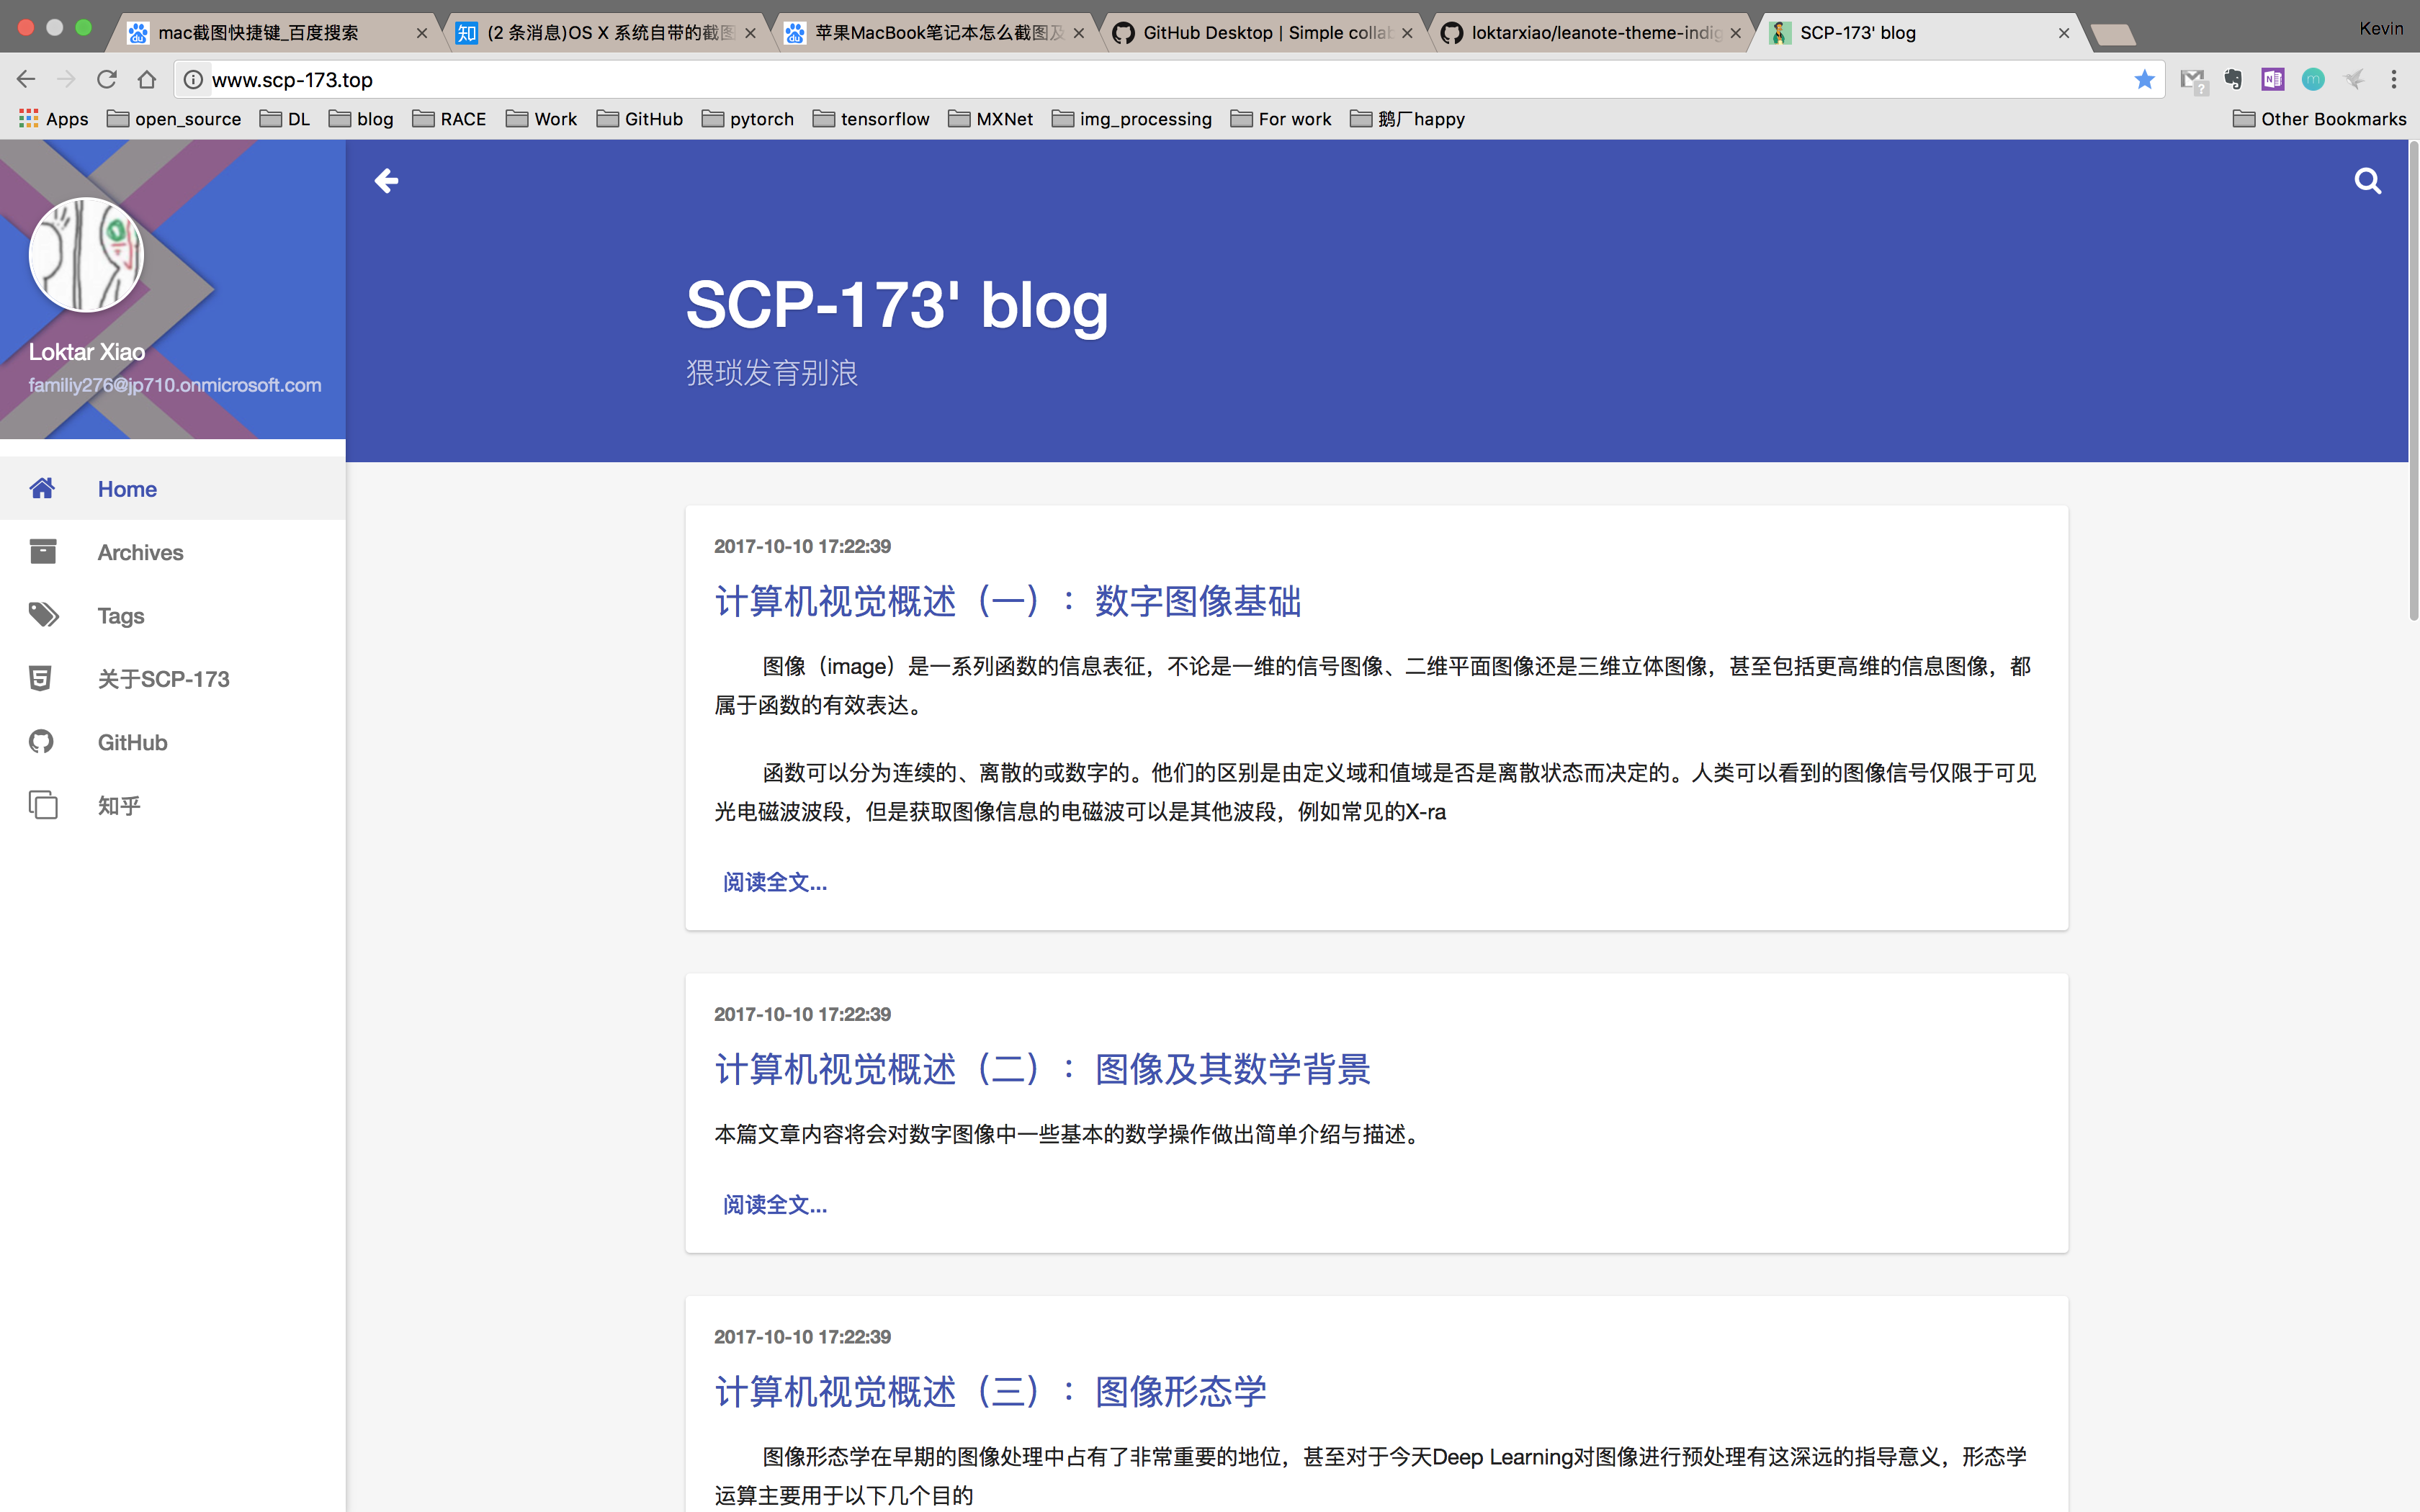 mac截图快捷键_百度搜索
(2 条消息)OS X 系统自带的截图
苹果MacBook笔记本怎么截图及
GitHub Desktop | Simple collab
loktarxiao/leanote-theme-indig
SCP-173' blog
Kevin
www.scp-173.top
Apps
open_source
DL
blog
RACE
Work
GitHub
pytorch
tensorflow
MXNet
img_processing
For work
鹅厂happy
Other Bookmarks
Loktar Xiao
familiy276@jp710.onmicrosoft.com
Home
Archives
Tags
关于SCP-173
GitHub
知乎
SCP-173' blog
猥琐发育别浪
2017-10-10 17:22:39
计算机视觉概述（一）：数字图像基础
图像（image）是一系列函数的信息表征，不论是一维的信号图像、二维平面图像还是三维立体图像，甚至包括更高维的信息图像，都
属于函数的有效表达。
函数可以分为连续的、离散的或数字的。他们的区别是由定义域和值域是否是离散状态而决定的。人类可以看到的图像信号仅限于可见
光电磁波波段，但是获取图像信息的电磁波可以是其他波段，例如常见的X-ra
阅读全文...
2017-10-10 17:22:39
计算机视觉概述（二）：图像及其数学背景
本篇文章内容将会对数字图像中一些基本的数学操作做出简单介绍与描述。
阅读全文...
2017-10-10 17:22:39
计算机视觉概述（三）：图像形态学
图像形态学在早期的图像处理中占有了非常重要的地位，甚至对于今天Deep Learning对图像进行预处理有这深远的指导意义，形态学
运算主要用于以下几个目的